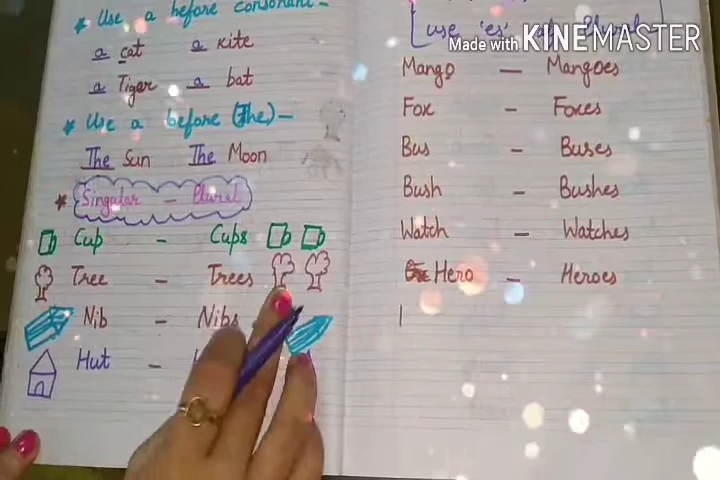 * Use a before consonant -
a cat a kite
a Tigar a bat
* Use a before (The) -
The Sun The Moon
* Singular - Plural
Cup - Cups
Tree - Trees
Nib - Nibs
Hut -
use 'es' Plural
Made with KINEMASTER
Mango - Mangoes
Fox - Foxes
Bus - Buses
Bush - Bushes
Watch - Watches
Hero - Heroes